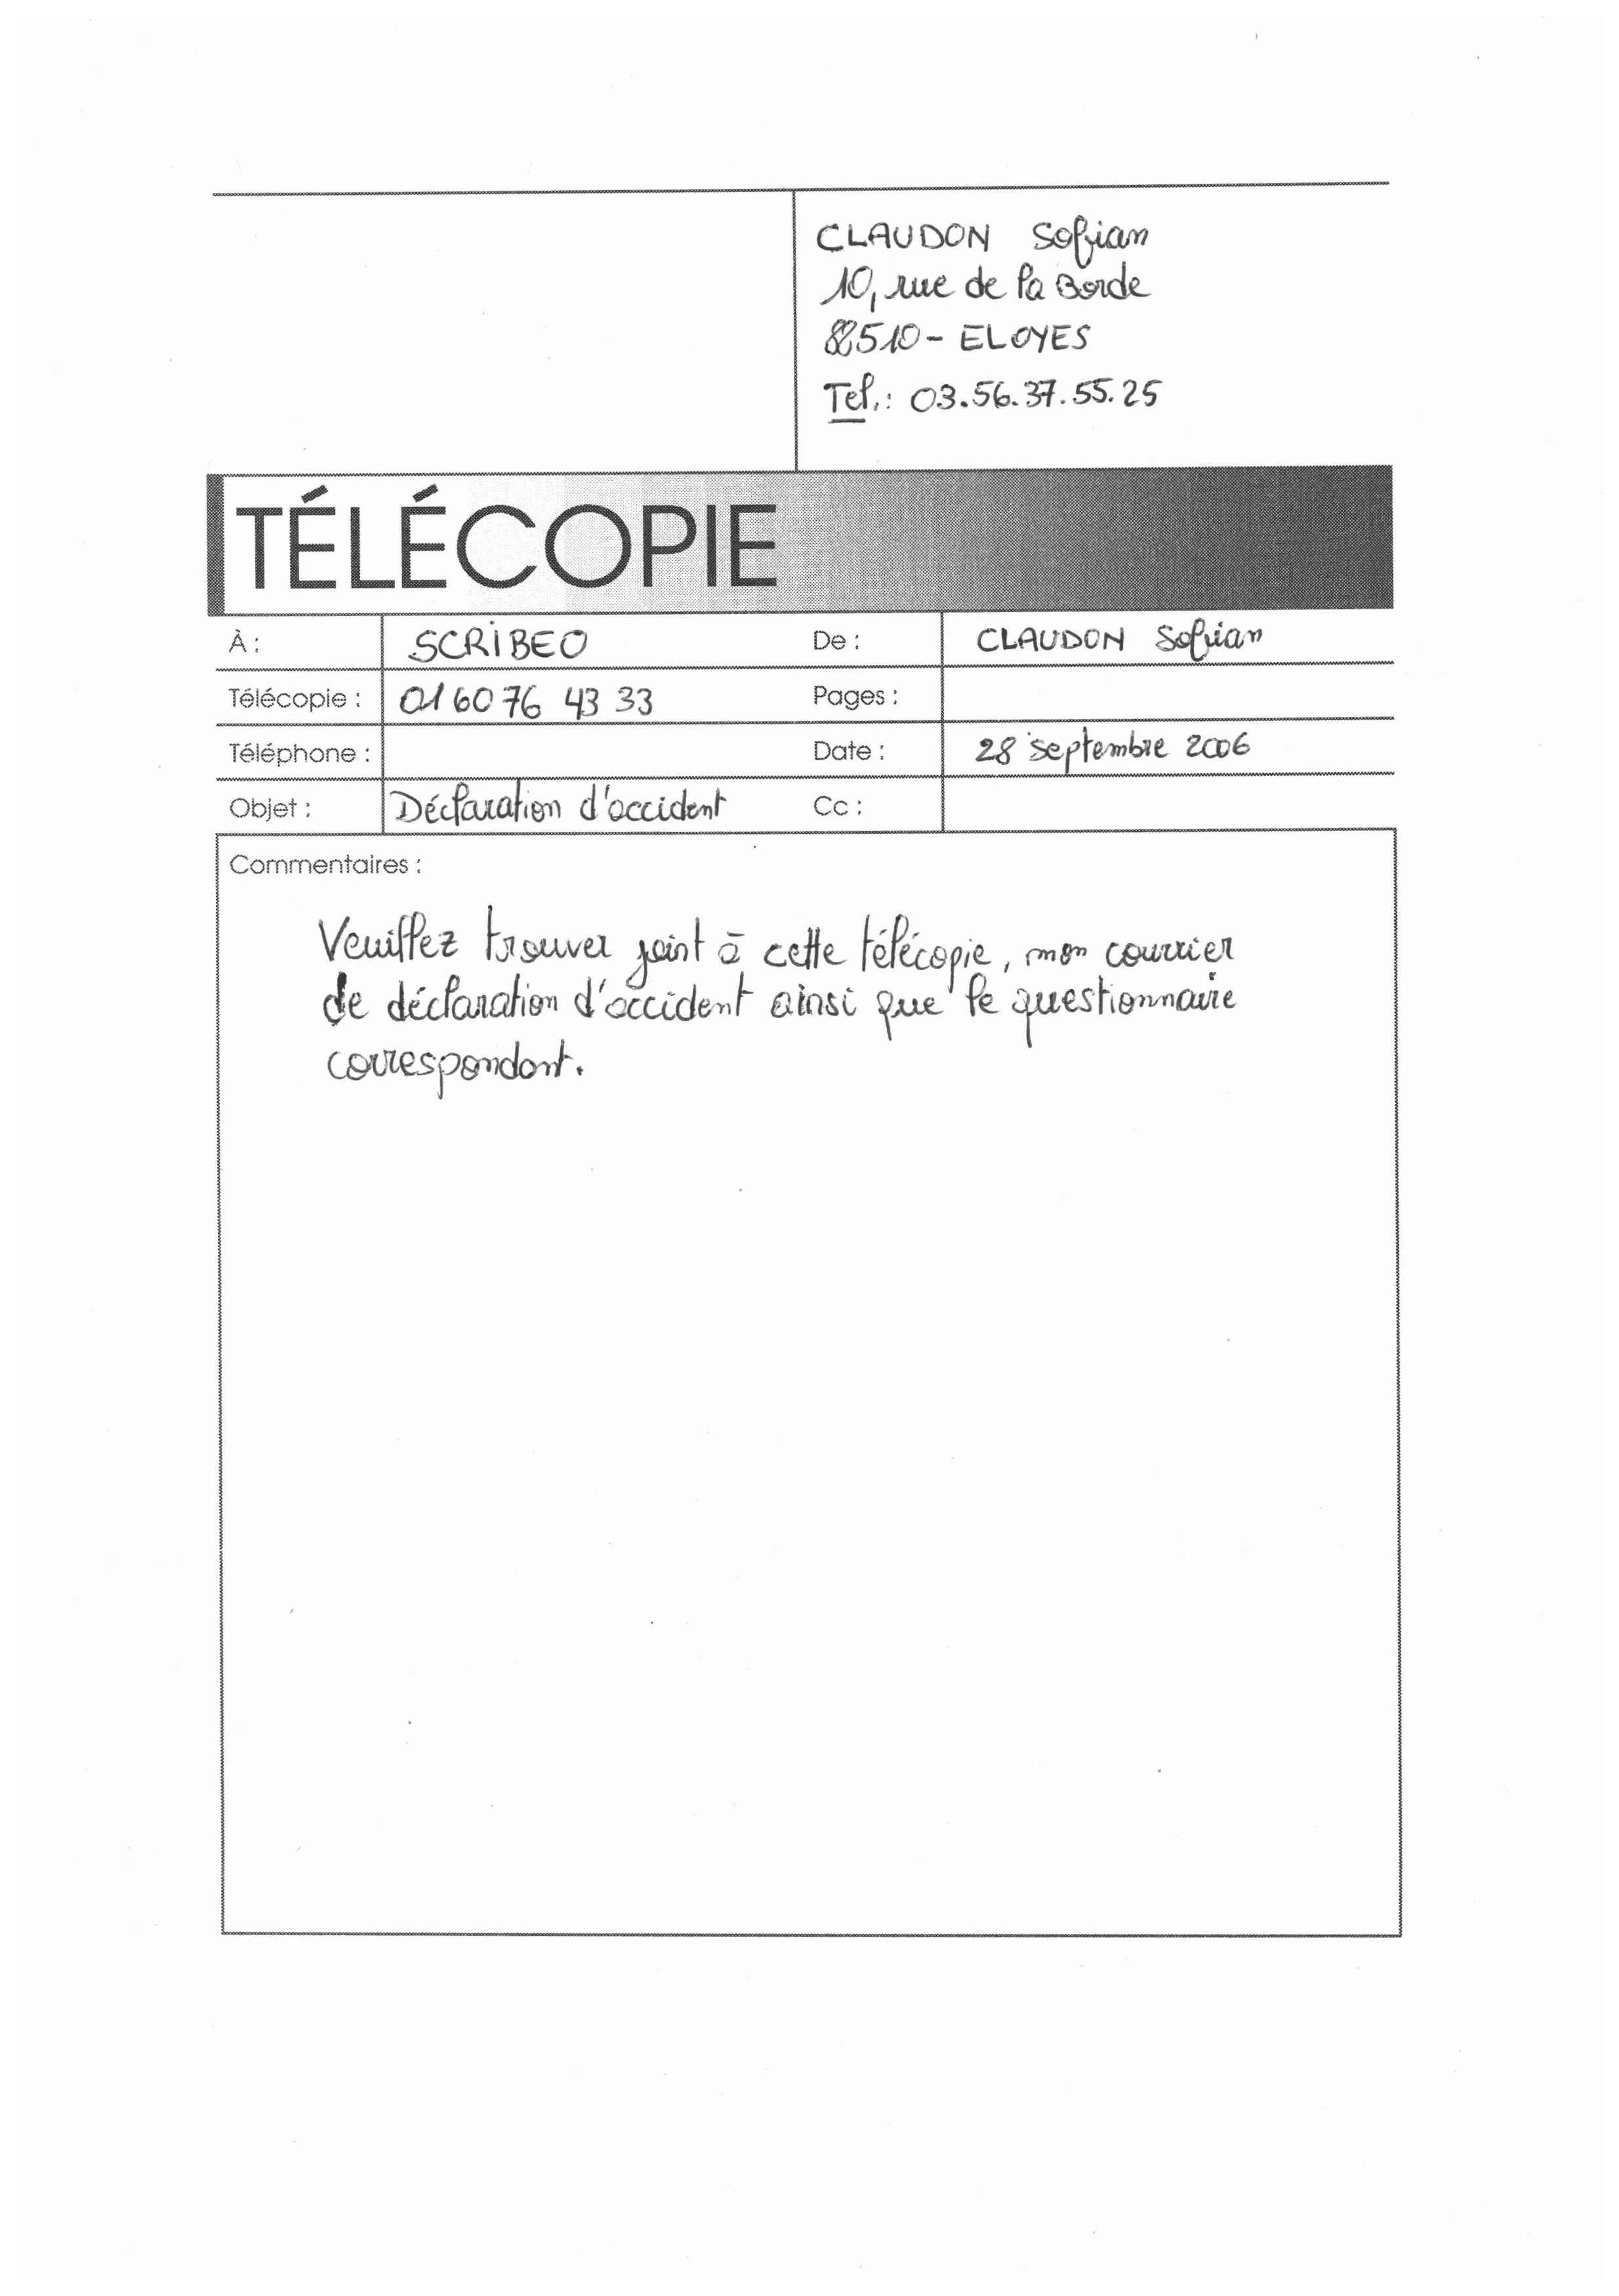 CLAUDON Sofian
10, rue de la Borde
88510 - ELOYES
Tel.: 03.56.37.55.25
TÉLÉCOPIE
À : SCRIBEO De : CLAUDON Sofian
Télécopie : 01 60 76 43 33 Pages :
Téléphone : Date : 28 septembre 2006
Objet : Déclaration d'accident Cc :
Commentaires :
Veuillez trouver joint à cette télécopie, mon courrier
de déclaration d'accident ainsi que le questionnaire
correspondant.